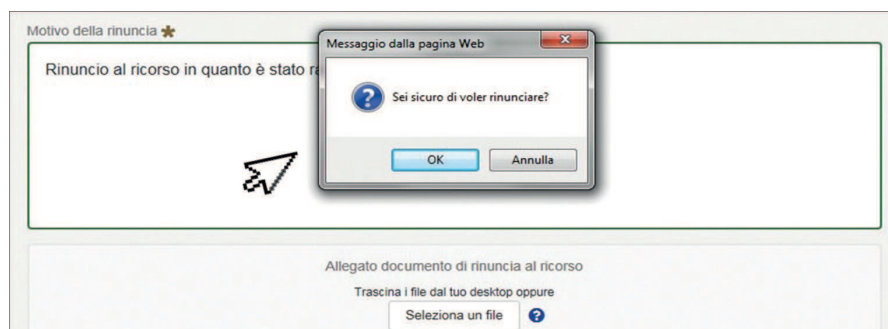 Motivo della rinuncia
Rinuncio al ricorso in quanto è stato
Messaggio dalla pagina Web
Sei sicuro di voler rinunciare?
OK Annulla
Allegato documento di rinuncia al ricorso
Trascina i file dal tuo desktop oppure
Seleziona un file